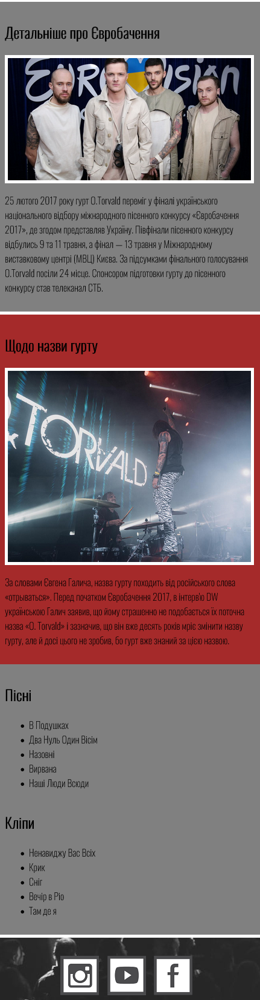 Детальніше про Євробачення
EUROVISION
25 лютого 2017 року гурт O.Torvald переміг у фіналі українського
національного відбору міжнародного пісенного конкурсу «Євробачення
2017», де згодом представляв Україну. Півфінали пісенного конкурсу
відбулись 9 та 11 травня, а фінал — 13 травня у Міжнародному
виставковому центрі (МВЦ) Києва. За підсумками фінального голосування
O.Torvald посіли 24 місце. Спонсором підготовки гурту до пісенного
конкурсу став телеканал СТБ.
Щодо назви гурту
TORVALD
За словами Євгена Галича, назва гурту походить від російського слова
«отрываться». Перед початком Євробачення 2017, в інтерв'ю DW
українською Галич заявив, що йому страшенно не подобається їх поточна
назва «O. Torvald» і зазначив, що він вже десять років мріє змінити назву
гурту, але й досі цього не зробив, бо гурт вже знаний за цією назвою.
Пісні
В Подушках
Два Нуль Один Вісім
Назовні
Вирвана
Наші Люди Всюди
Кліпи
Ненавиджу Вас Всіх
Крик
Сніг
Вечір в Ріо
Там де я